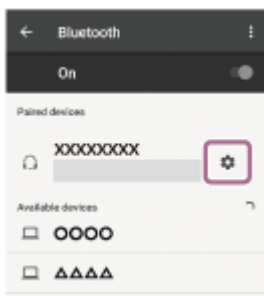 Bluetooth
On
Paired devices
XXXXXXXX
Available devices
OOOO
ΔΔΔΔ